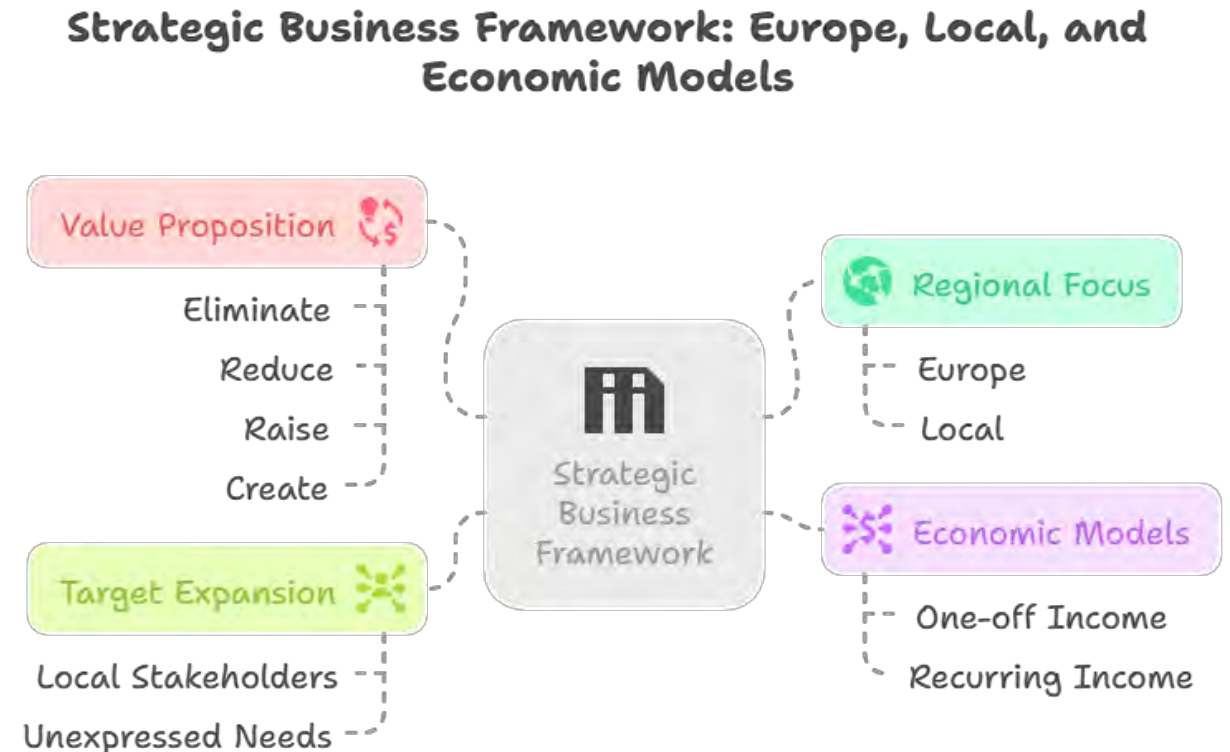 Strategic Business Framework: Europe, Local, and
Economic Models
Value Proposition
Eliminate
Reduce
Raise
Create
Target Expansion
Local Stakeholders
Unexpressed Needs
Strategic
Business
Framework
Regional Focus
Europe
Local
Economic Models
One-off Income
Recurring Income